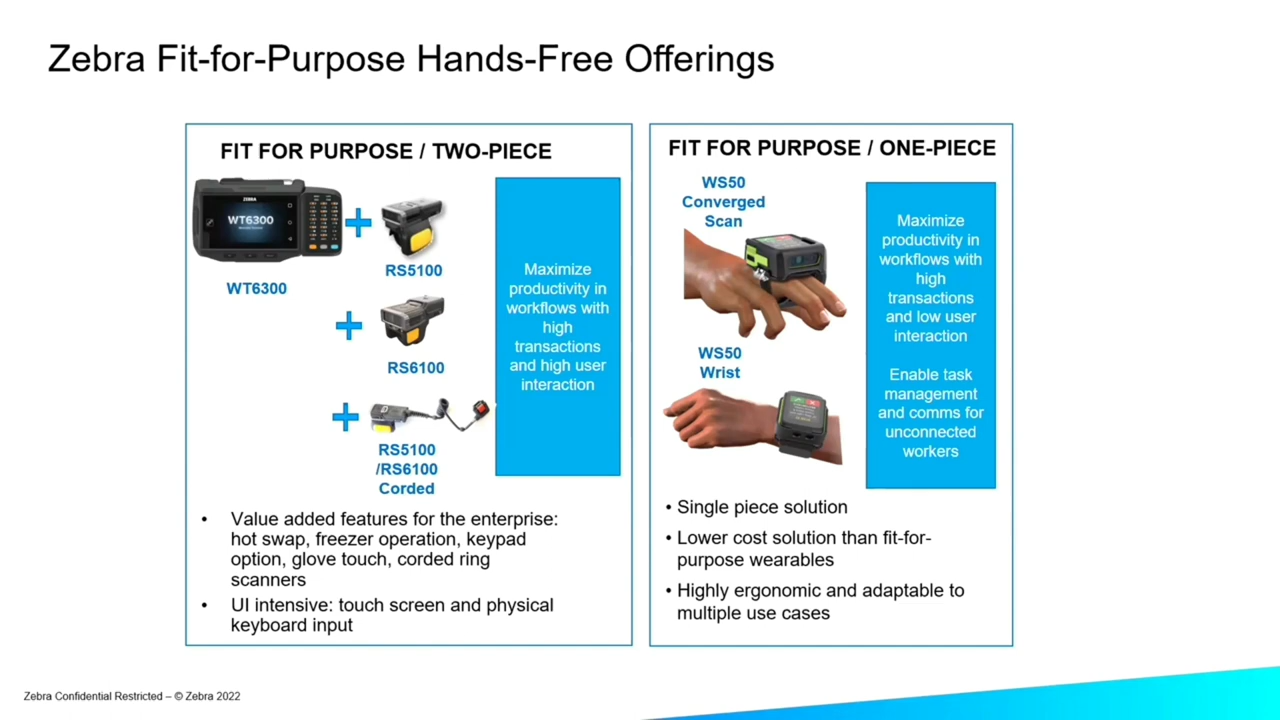 Zebra Fit-for-Purpose Hands-Free Offerings
FIT FOR PURPOSE / TWO-PIECE
ZEBRA
WT6300
WT6300
RS5100
RS6100
RS5100
/RS6100
Corded
Maximize
productivity in
workflows with
high
transactions
and high user
interaction
• Value added features for the enterprise:
hot swap, freezer operation, keypad
option, glove touch, corded ring
scanners
• UI intensive: touch screen and physical
keyboard input
FIT FOR PURPOSE / ONE-PIECE
WS50
Converged
Scan
WS50
Wrist
Maximize
productivity in
workflows with
high
transactions
and low user
interaction
Enable task
management
and comms for
unconnected
workers
• Single piece solution
• Lower cost solution than fit-for-
purpose wearables
• Highly ergonomic and adaptable to
multiple use cases
Zebra Confidential Restricted – © Zebra 2022